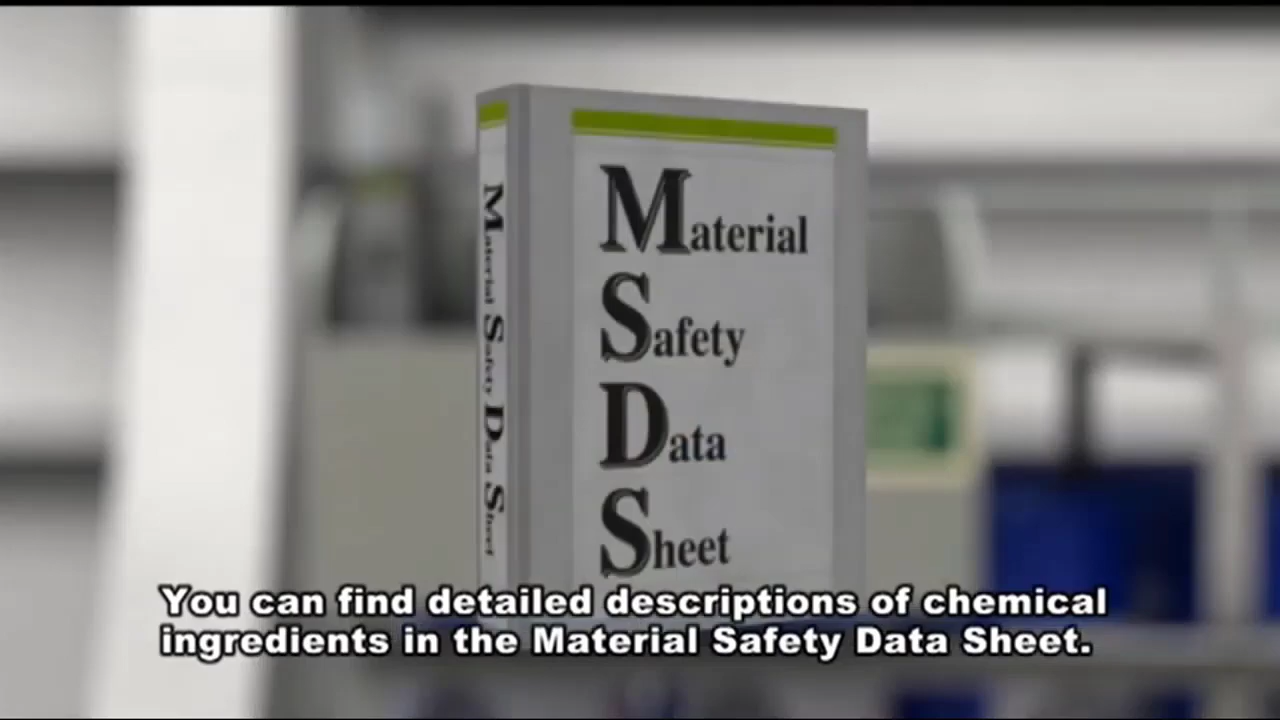 Material
Safety
Data
Sheet
Material Safety Data Sheet
You can find detailed descriptions of chemical
ingredients in the Material Safety Data Sheet.